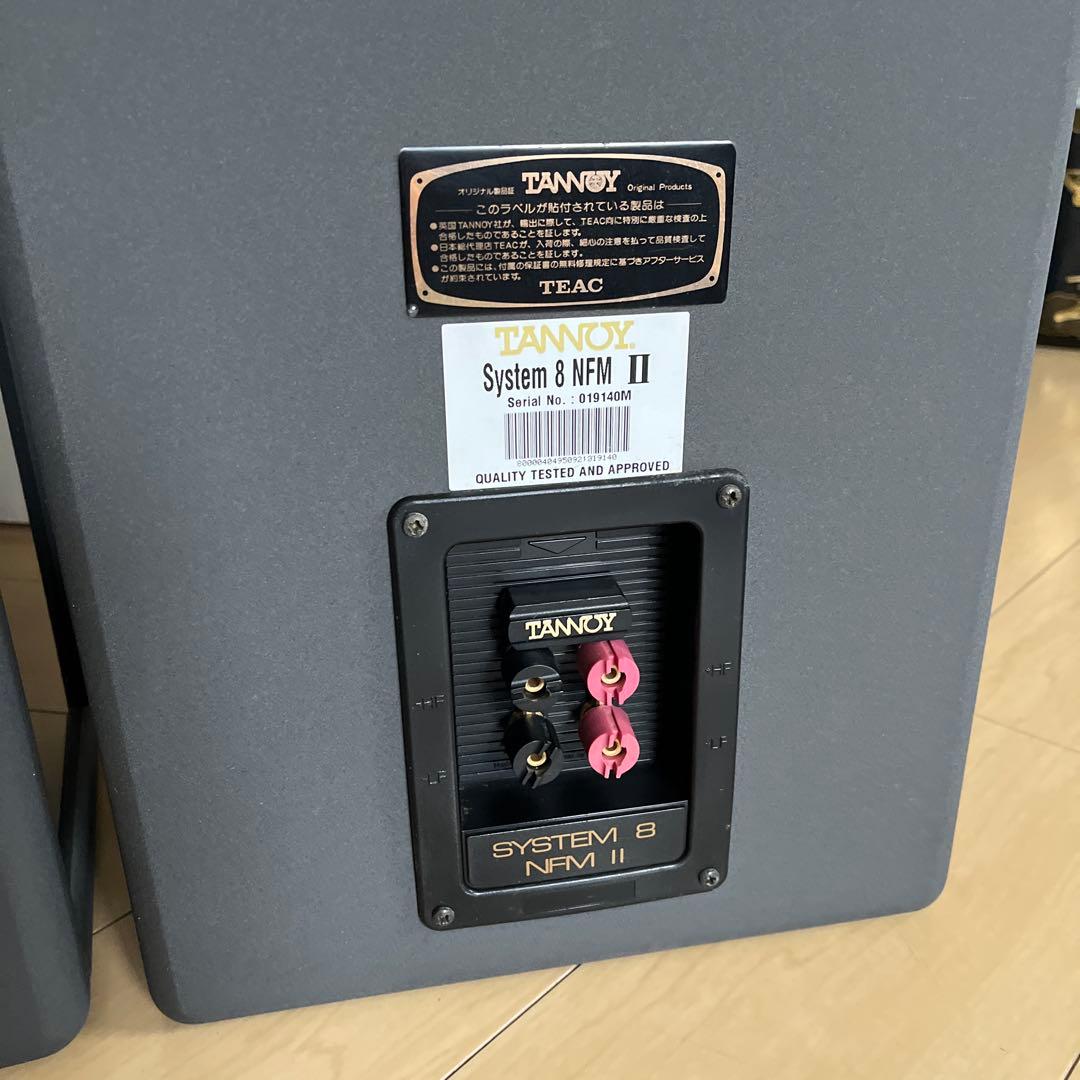 オリジナル製品証 TANNOY Original Products
このラベルが貼付されている製品は
●英国TANNOY社が、輸出に際して、TEAC向に特別に厳重な検査の上
合格したものであることを証します。
●日本総代理店TEACが、入荷の際、細心の注意を払って品質検査して
合格したものであることを証します。
●この製品には、付属の保証書の無料修理規定に基づきアフターサービス
が約束されています。
TEAC
TANNOY®
System 8 NFM II
Serial No. : 019140M
80000404950921319140
QUALITY TESTED AND APPROVED
TANNOY
-HF
+HF
-LF
+LF
SYSTEM 8
NFM II